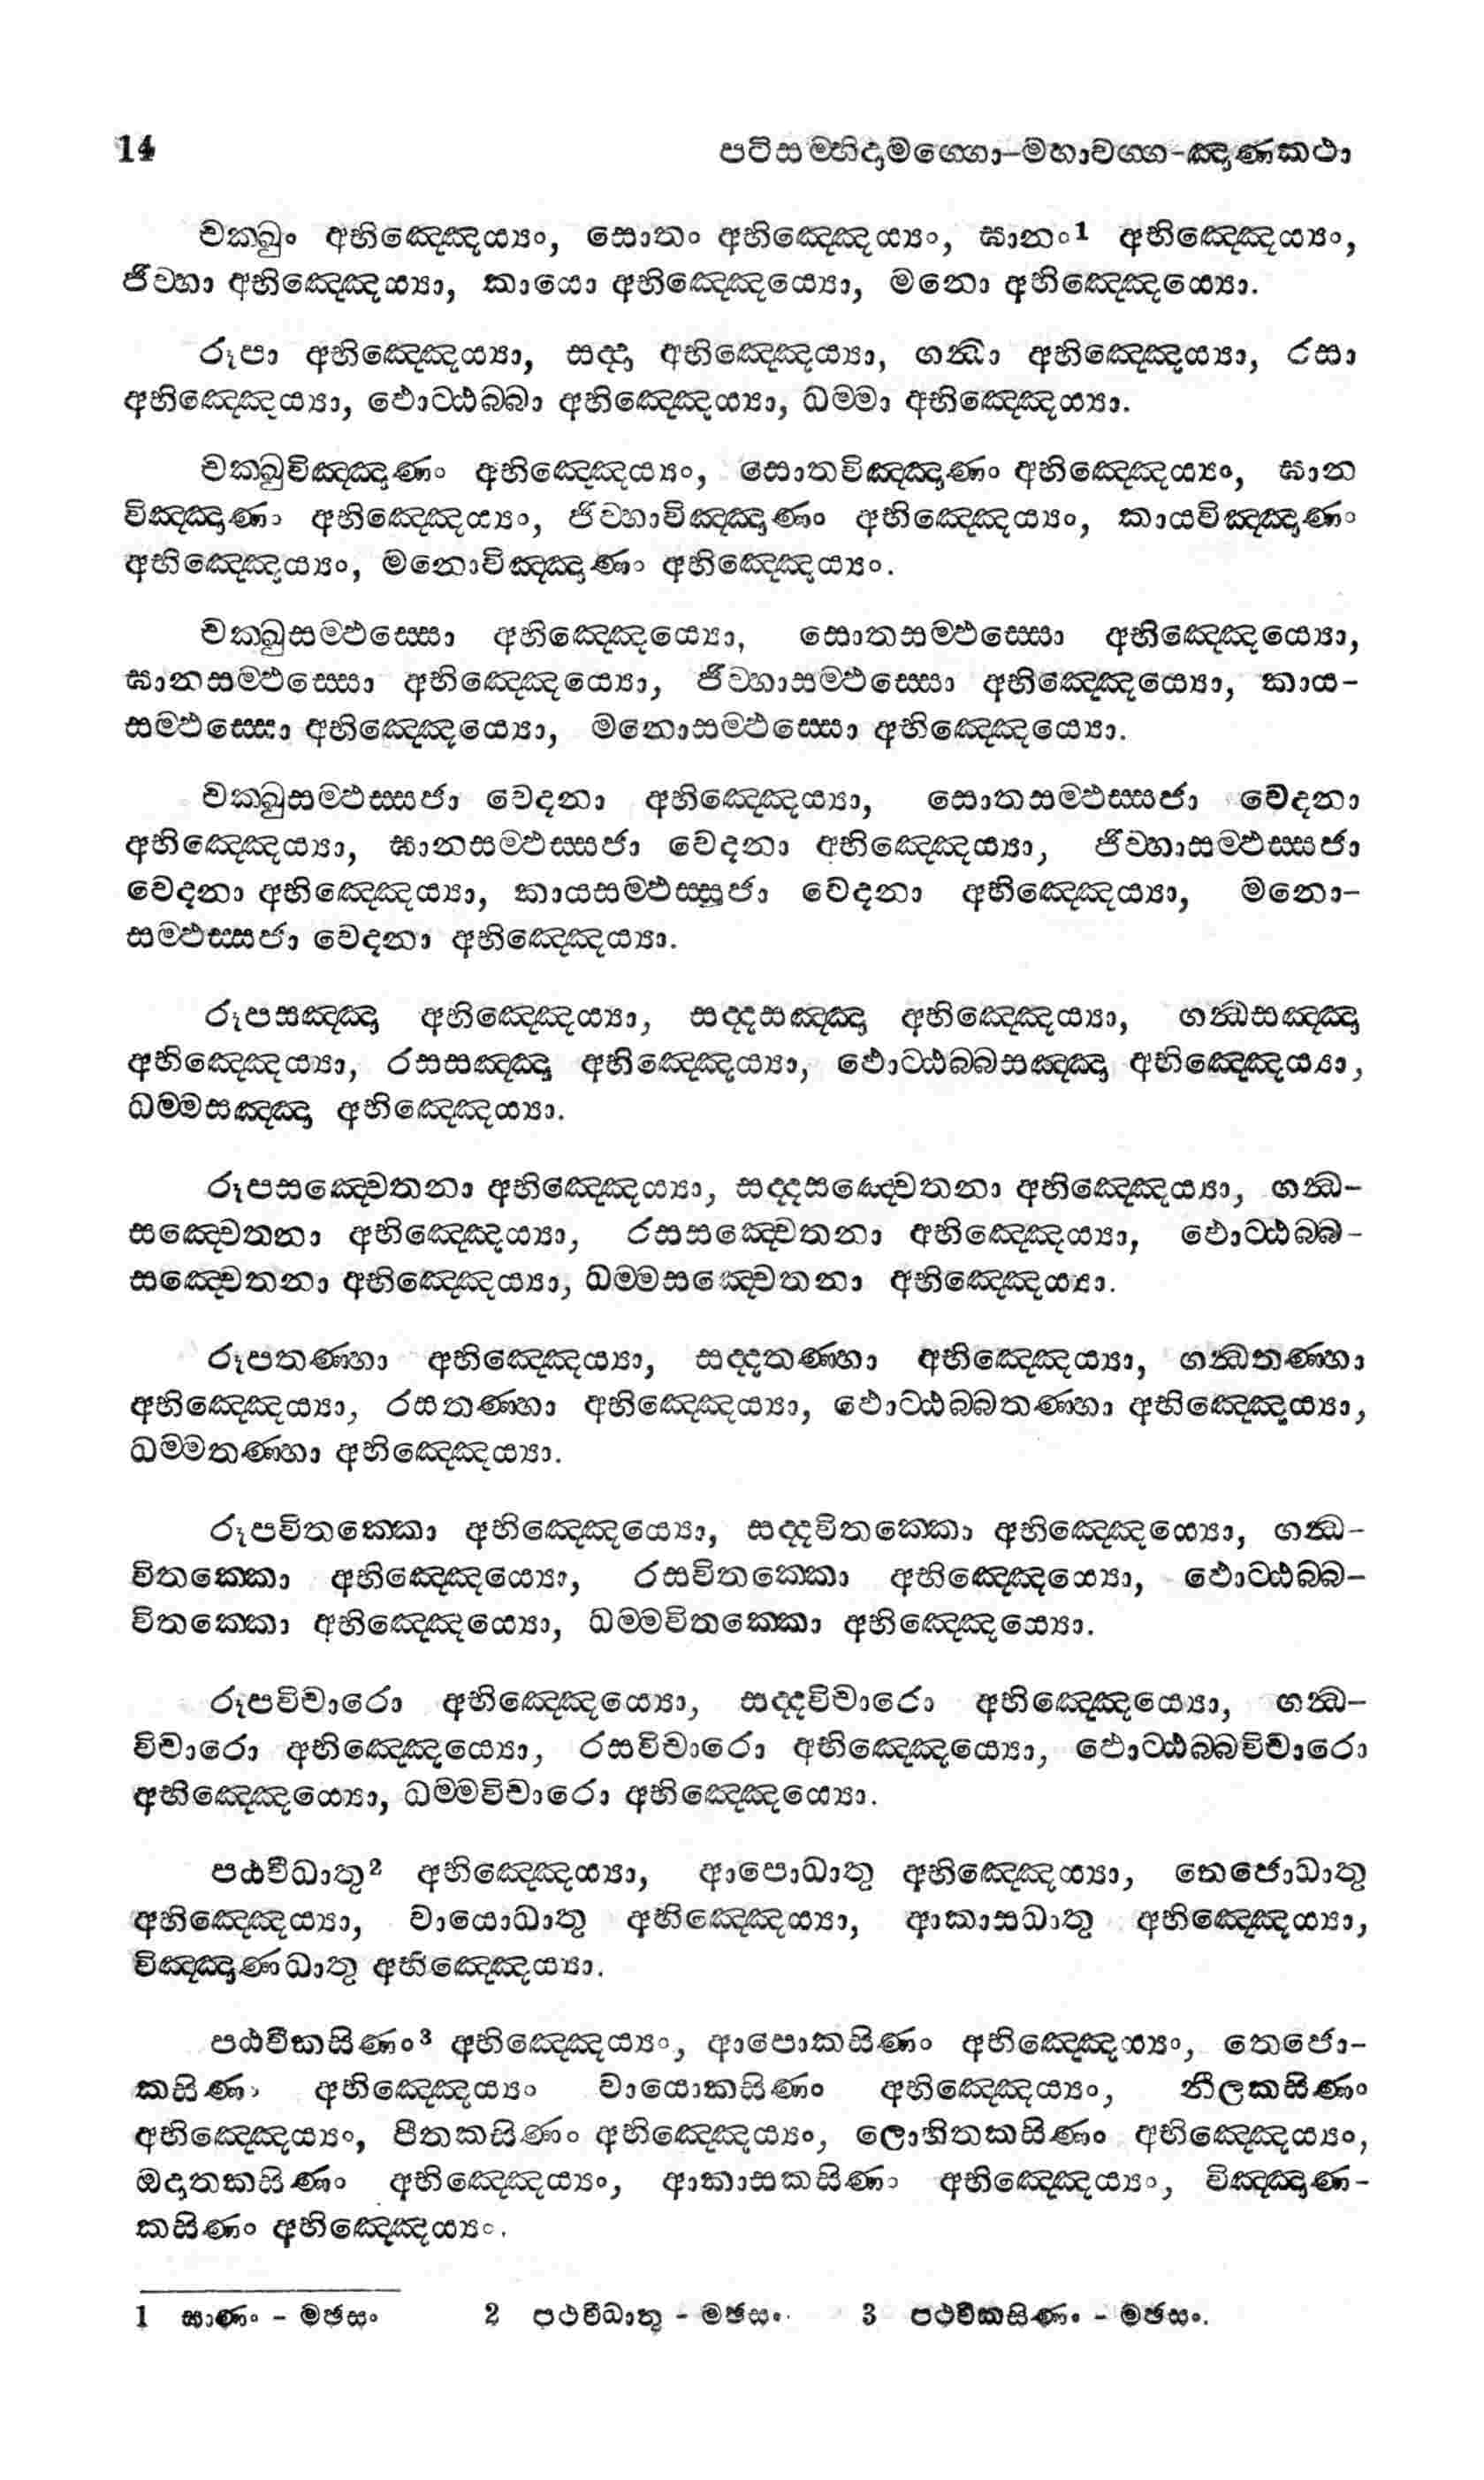 14 පටිසම්භිදාමග්ගො–මහාවග්ග-ඤාණකථා
චක්ඛුං අභිඤ්ඤෙය්‍යං, සොතං අභිඤ්ඤෙය්‍යං, ඝානං¹ අභිඤ්ඤෙය්‍යං,
ජිව්හා අභිඤ්ඤෙය්‍යා, කායො අභිඤ්ඤෙය්‍යො, මනො අභිඤ්ඤෙය්‍යො.
රූපා අභිඤ්ඤෙය්‍යා, සද්දා අභිඤ්ඤෙය්‍යා, ගන්ධා අභිඤ්ඤෙය්‍යා, රසා
අභිඤ්ඤෙය්‍යා, ඵොට්ඨබ්බා අභිඤ්ඤෙය්‍යා, ධම්මා අභිඤ්ඤෙය්‍යා.
චක්ඛුවිඤ්ඤාණං අභිඤ්ඤෙය්‍යං, සොතවිඤ්ඤාණං අභිඤ්ඤෙය්‍යං, ඝාන
විඤ්ඤාණං අභිඤ්ඤෙය්‍යං, ජිව්හාවිඤ්ඤාණං අභිඤ්ඤෙය්‍යං, කායවිඤ්ඤාණං
අභිඤ්ඤෙය්‍යං, මනොවිඤ්ඤාණං අභිඤ්ඤෙය්‍යං.
චක්ඛුසම්ඵස්සො අභිඤ්ඤෙය්‍යො, සොතසම්ඵස්සො අභිඤ්ඤෙය්‍යො,
ඝානසම්ඵස්සො අභිඤ්ඤෙය්‍යො, ජිව්හාසම්ඵස්සො අභිඤ්ඤෙය්‍යො, කාය-
සම්ඵස්සො අභිඤ්ඤෙය්‍යො, මනොසම්ඵස්සො අභිඤ්ඤෙය්‍යො.
චක්ඛුසම්ඵස්සජා වෙදනා අභිඤ්ඤෙය්‍යා, සොතසම්ඵස්සජා වෙදනා
අභිඤ්ඤෙය්‍යා, ඝානසම්ඵස්සජා වෙදනා අභිඤ්ඤෙය්‍යා, ජිව්හාසම්ඵස්සජා
වෙදනා අභිඤ්ඤෙය්‍යා, කායසම්ඵස්සජා වෙදනා අභිඤ්ඤෙය්‍යා, මනො-
සම්ඵස්සජා වෙදනා අභිඤ්ඤෙය්‍යා.
රූපසඤ්ඤා අභිඤ්ඤෙය්‍යා, සද්දසඤ්ඤා අභිඤ්ඤෙය්‍යා, ගන්ධසඤ්ඤා
අභිඤ්ඤෙය්‍යා, රසසඤ්ඤා අභිඤ්ඤෙය්‍යා, ඵොට්ඨබ්බසඤ්ඤා අභිඤ්ඤෙය්‍යා,
ධම්මසඤ්ඤා අභිඤ්ඤෙය්‍යා.
රූපසඤ්චෙතනා අභිඤ්ඤෙය්‍යා, සද්දසඤ්චෙතනා අභිඤ්ඤෙය්‍යා, ගන්ධ-
සඤ්චෙතනා අභිඤ්ඤෙය්‍යා, රසසඤ්චෙතනා අභිඤ්ඤෙය්‍යා, ඵොට්ඨබ්බ-
සඤ්චෙතනා අභිඤ්ඤෙය්‍යා, ධම්මසඤ්චෙතනා අභිඤ්ඤෙය්‍යා.
රූපතණ්හා අභිඤ්ඤෙය්‍යා, සද්දතණ්හා අභිඤ්ඤෙය්‍යා, ගන්ධතණ්හා
අභිඤ්ඤෙය්‍යා, රසතණ්හා අභිඤ්ඤෙය්‍යා, ඵොට්ඨබ්බතණ්හා අභිඤ්ඤෙය්‍යා,
ධම්මතණ්හා අභිඤ්ඤෙය්‍යා.
රූපවිතක්කො අභිඤ්ඤෙය්‍යො, සද්දවිතක්කො අභිඤ්ඤෙය්‍යො, ගන්ධ-
විතක්කො අභිඤ්ඤෙය්‍යො, රසවිතක්කො අභිඤ්ඤෙය්‍යො, ඵොට්ඨබ්බ-
විතක්කො අභිඤ්ඤෙය්‍යො, ධම්මවිතක්කො අභිඤ්ඤෙය්‍යො.
රූපවිචාරො අභිඤ්ඤෙය්‍යො, සද්දවිචාරො අභිඤ්ඤෙය්‍යො, ගන්ධ-
විචාරො අභිඤ්ඤෙය්‍යො, රසවිචාරො අභිඤ්ඤෙය්‍යො, ඵොට්ඨබ්බවිචාරො
අභිඤ්ඤෙය්‍යො, ධම්මවිචාරො අභිඤ්ඤෙය්‍යො.
පඨවීධාතු² අභිඤ්ඤෙය්‍යා, ආපොධාතු අභිඤ්ඤෙය්‍යා, තෙජොධාතු
අභිඤ්ඤෙය්‍යා, වායොධාතු අභිඤ්ඤෙය්‍යා, ආකාසධාතු අභිඤ්ඤෙය්‍යා,
විඤ්ඤාණධාතු අභිඤ්ඤෙය්‍යා.
පඨවීකසිණං³ අභිඤ්ඤෙය්‍යං, ආපොකසිණං අභිඤ්ඤෙය්‍යං, තෙජො-
කසිණං අභිඤ්ඤෙය්‍යං වායොකසිණං අභිඤ්ඤෙය්‍යං, නීලකසිණං
අභිඤ්ඤෙය්‍යං, පීතකසිණං අභිඤ්ඤෙය්‍යං, ලොහිතකසිණං අභිඤ්ඤෙය්‍යං,
ඔදාතකසිණං අභිඤ්ඤෙය්‍යං, ආකාසකසිණං අභිඤ්ඤෙය්‍යං, විඤ්ඤාණ-
කසිණං අභිඤ්ඤෙය්‍යං.
1 ඝාණං - මඡසං 2 පථවීධාතු - මඡසං. 3 පථවීකසිණං - මඡසං.